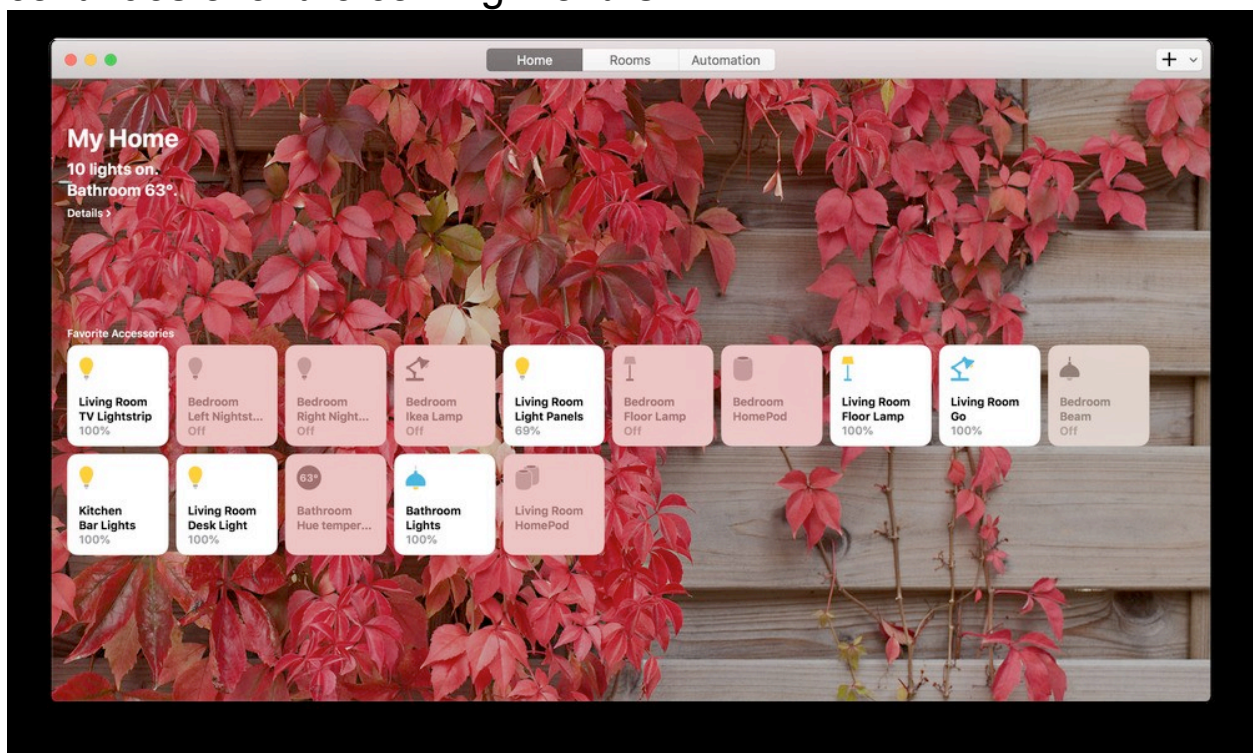 Home Rooms Automation
My Home
10 lights on.
Bathroom 63°.
Details >
Favorite Accessories
Living Room
TV Lightstrip
100%
Bedroom
Left Nightst...
Off
Bedroom
Right Night...
Off
Bedroom
Ikea Lamp
Off
Living Room
Light Panels
69%
Bedroom
Floor Lamp
Off
Bedroom
HomePod
Living Room
Floor Lamp
100%
Living Room
Go
100%
Bedroom
Beam
Off
Kitchen
Bar Lights
100%
Living Room
Desk Light
100%
63°
Bathroom
Hue temper...
Bathroom
Lights
100%
Living Room
HomePod